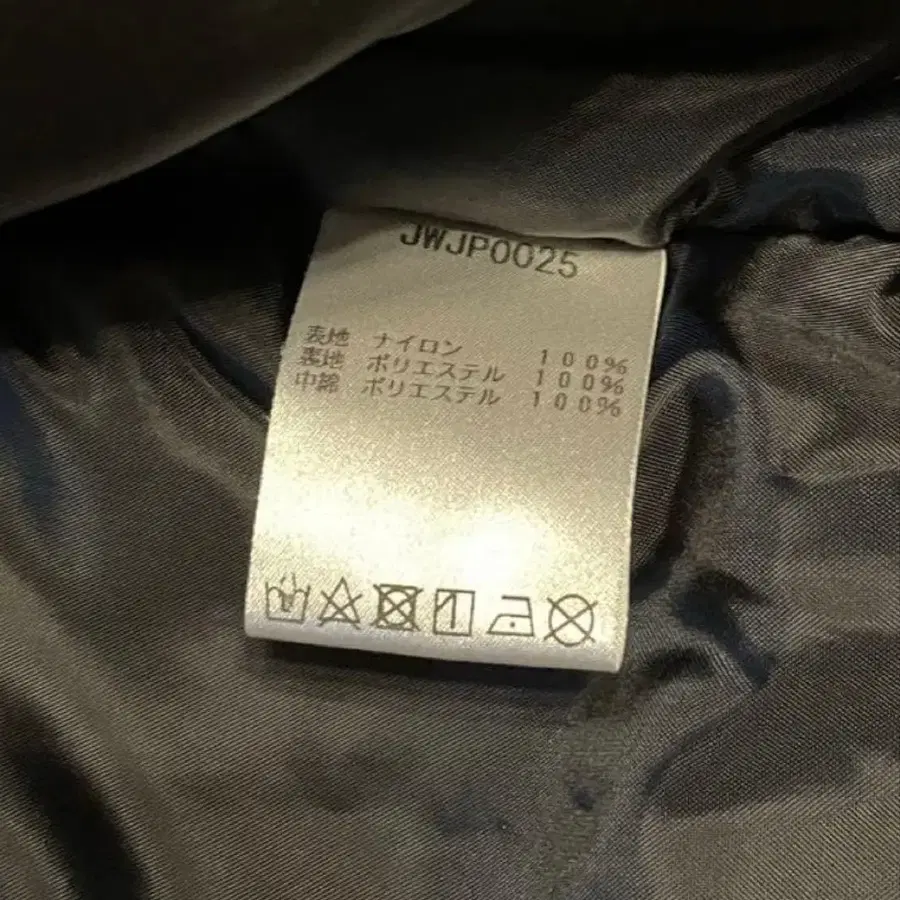 JWJP0025
表地 ナイロン 100%
裏地 ポリエステル 100%
中綿 ポリエステル 100%